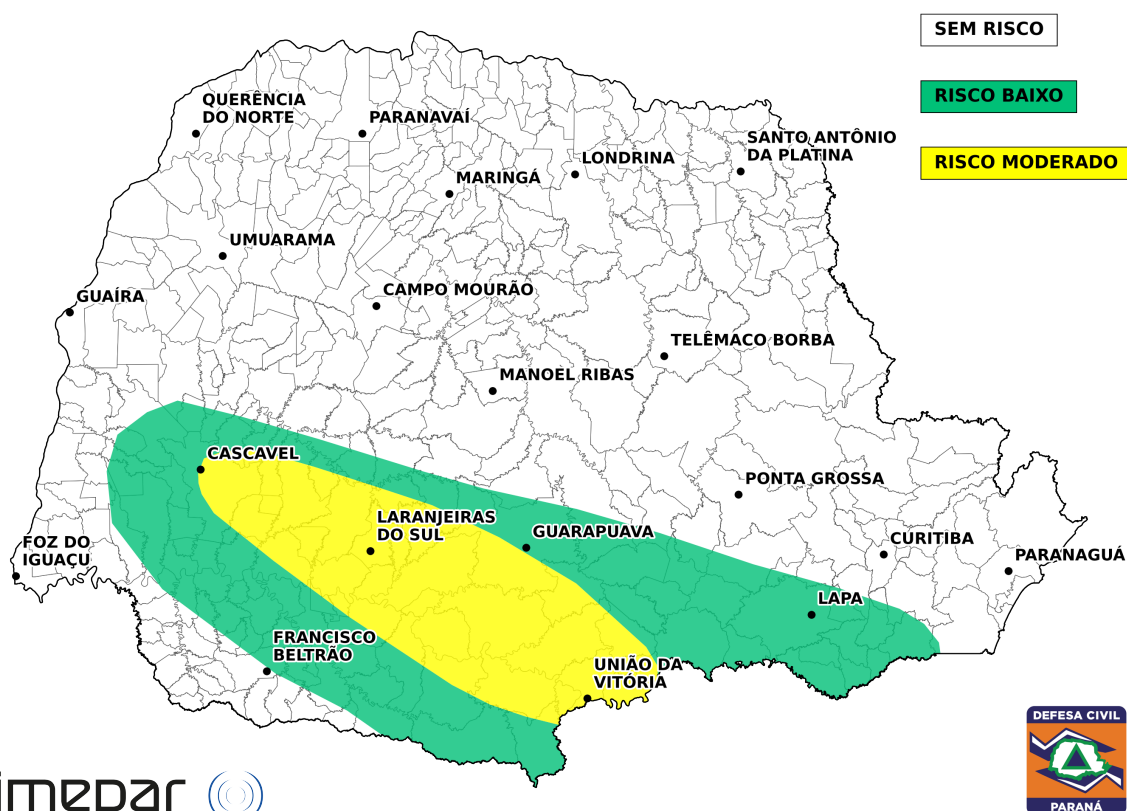 SEM RISCO
RISCO BAIXO
RISCO MODERADO
QUERÊNCIA
DO NORTE
PARANAVAÍ
SANTO ANTÔNIO
DA PLATINA
LONDRINA
MARINGÁ
UMUARAMA
CAMPO MOURÃO
GUAÍRA
TELÊMACO BORBA
MANOEL RIBAS
CASCAVEL
PONTA GROSSA
LARANJEIRAS
DO SUL
GUARAPUAVA
FOZ DO
IGUAÇU
CURITIBA
PARANAGUÁ
LAPA
FRANCISCO
BELTRÃO
UNIÃO DA
VITÓRIA
DEFESA CIVIL
PARANÁ
imepar